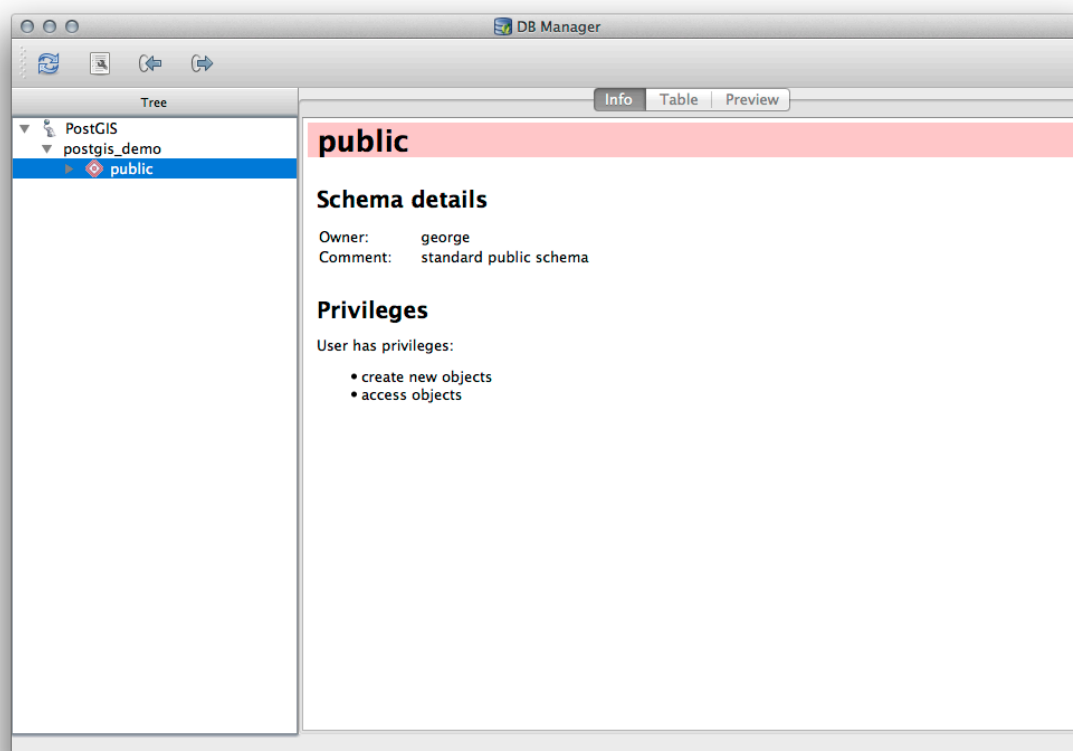 DB Manager
Tree
Info Table Preview
PostGIS
postgis_demo
public
public
Schema details
Owner: george
Comment: standard public schema
Privileges
User has privileges:
• create new objects
• access objects